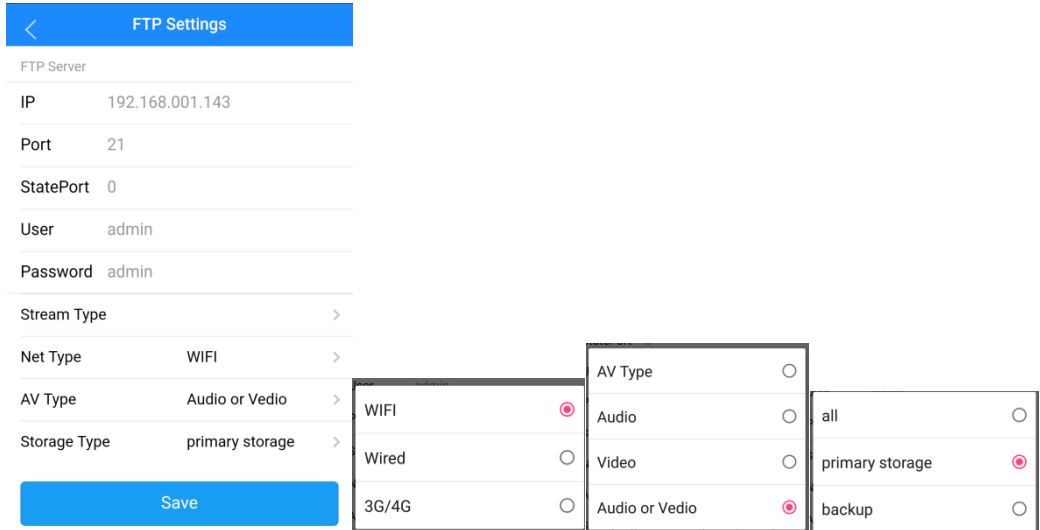 FTP Settings
FTP Server
IP 192.168.001.143
Port 21
StatePort 0
User admin
Password admin
Stream Type
Net Type WIFI
AV Type Audio or Vedio
Storage Type primary storage
Save
WIFI
Wired
3G/4G
AV Type
Audio
Video
Audio or Vedio
all
primary storage
backup